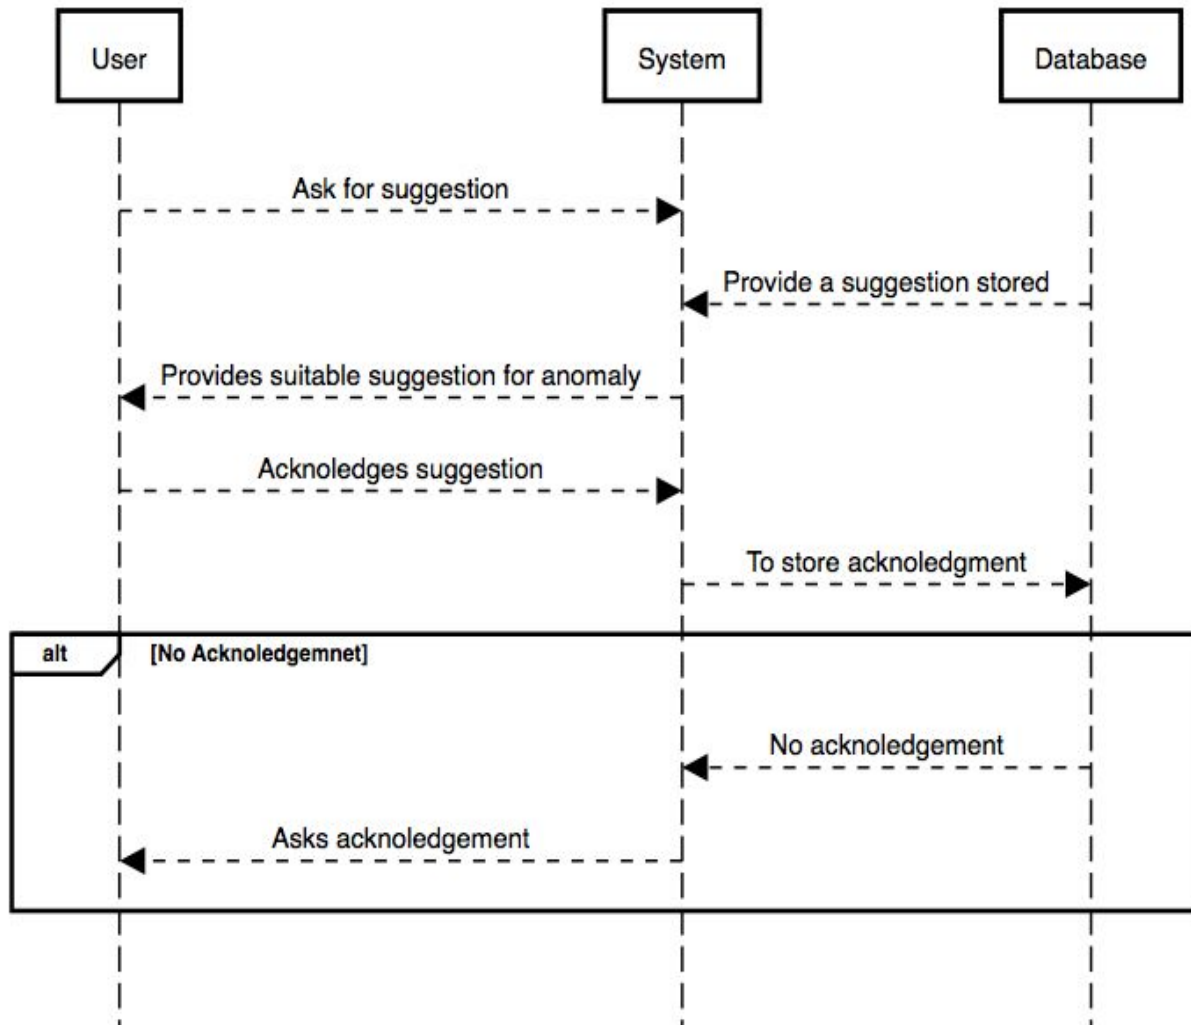 User
System
Database
Ask for suggestion
Provide a suggestion stored
Provides suitable suggestion for anomaly
Acknoledges suggestion
To store acknoledgment
alt
[No Acknoledgemnet]
No acknoledgement
Asks acknoledgement